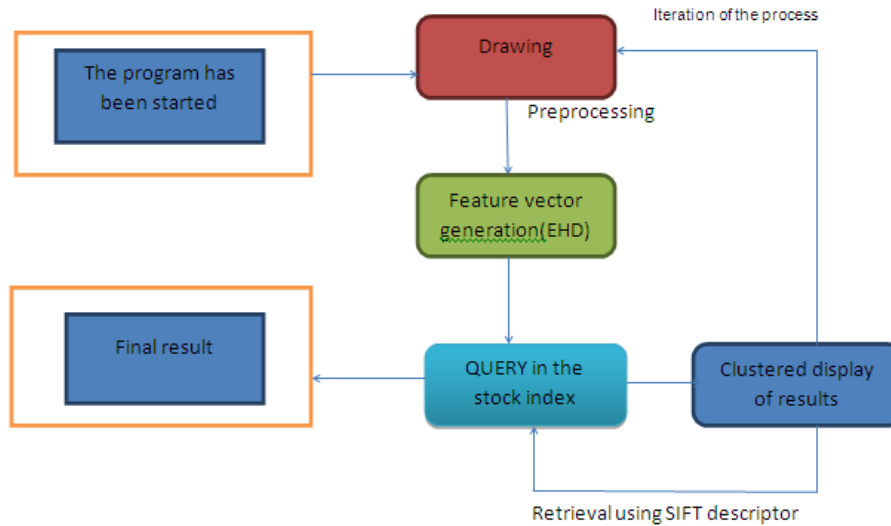 Iteration of the process
Drawing
The program has
been started
Preprocessing
Feature vector
generation(EHD)
Final result
QUERY in the
stock index
Clustered display
of results
Retrieval using SIFT descriptor